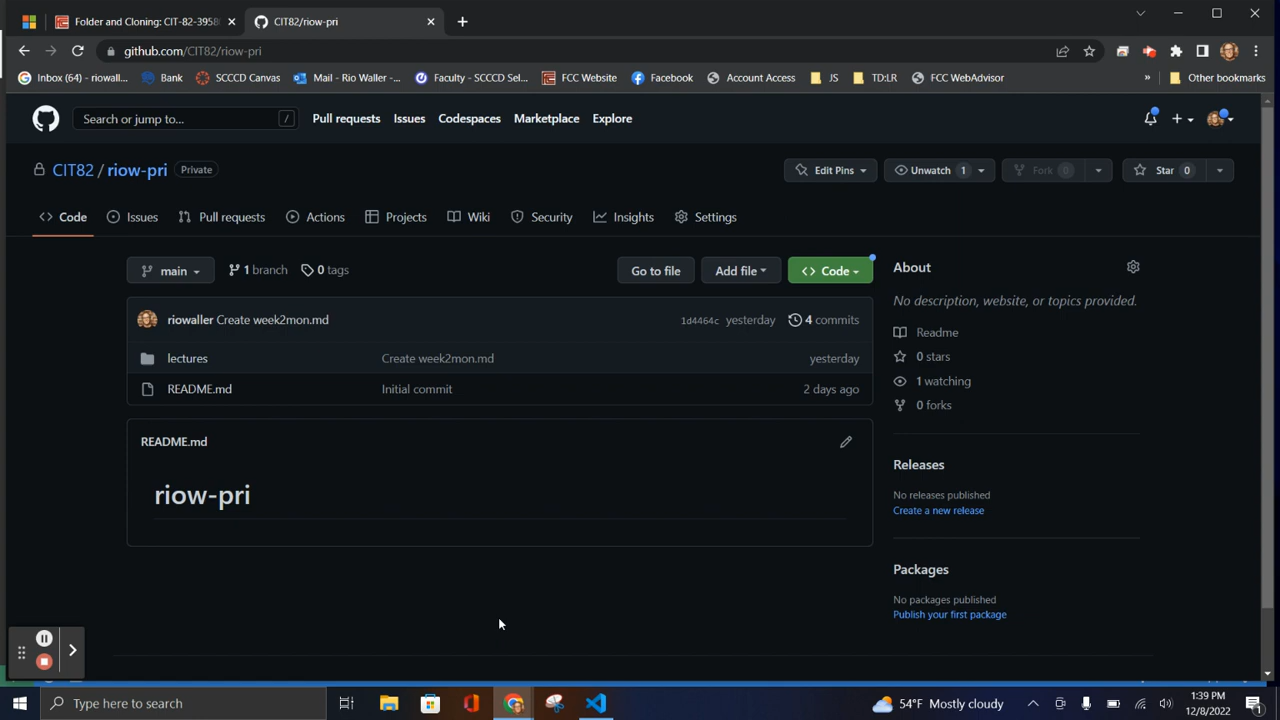 Folder and Cloning: CIT-82-3958
CIT82/riow-pri
github.com/CIT82/riow-pri
Inbox (64) - riowall...
Bank
SCCCD Canvas
Mail - Rio Waller -...
Faculty - SCCCD Sel...
FCC Website
Facebook
Account Access
JS
TD:LR
FCC WebAdvisor
»
Other bookmarks
Search or jump to...
/
Pull requests
Issues
Codespaces
Marketplace
Explore
CIT82 / riow-pri
Private
Edit Pins
Unwatch 1
Fork 0
Star 0
Code
Issues
Pull requests
Actions
Projects
Wiki
Security
Insights
Settings
main
1 branch
0 tags
Go to file
Add file
Code
About
No description, website, or topics provided.
riowaller Create week2mon.md
1d4464c yesterday
4 commits
lectures
Create week2mon.md
yesterday
README.md
Initial commit
2 days ago
Readme
0 stars
1 watching
0 forks
README.md
riow-pri
Releases
No releases published
Create a new release
Packages
No packages published
Publish your first package
Type here to search
54°F Mostly cloudy
1:39 PM
12/8/2022
1